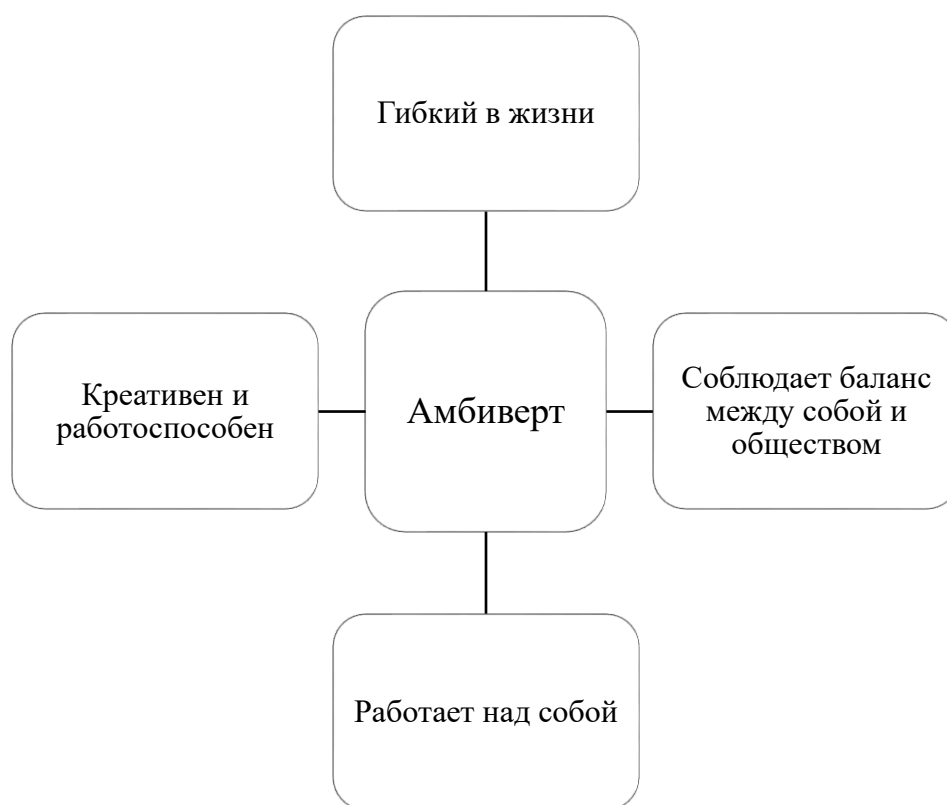 Гибкий в жизни
Креативен и
работоспособен
Амбиверт
Соблюдает баланс
между собой и
обществом
Работает над собой